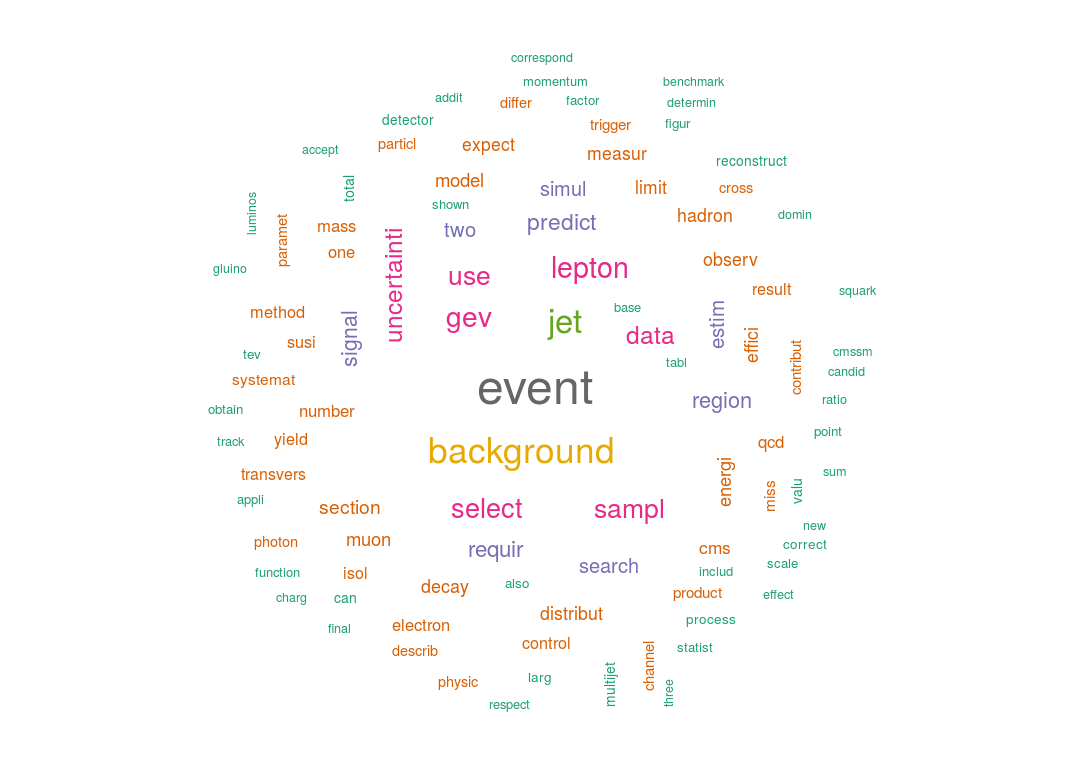 correspond
momentum
benchmark
addit
differ
factor
determin
detector
trigger
figur
accept
particl
expect
measur
reconstruct
total
model
simul
limit
cross
luminos
paramet
mass
shown
two
predict
hadron
domin
one
uncertainti
use
lepton
observ
gluino
result
squark
method
signal
gev
jet
base
data
estim
effici
susi
tev
tabl
contribut
cmssm
candid
systemat
event
region
ratio
obtain
number
track
yield
background
qcd
point
transvers
energi
miss
valu
sum
appli
section
select
sampl
new
photon
muon
requir
search
cms
correct
function
isol
decay
also
includ
scale
charg
can
distribut
product
effect
final
electron
control
process
describ
channel
statist
physic
larg
multijet
three
respect